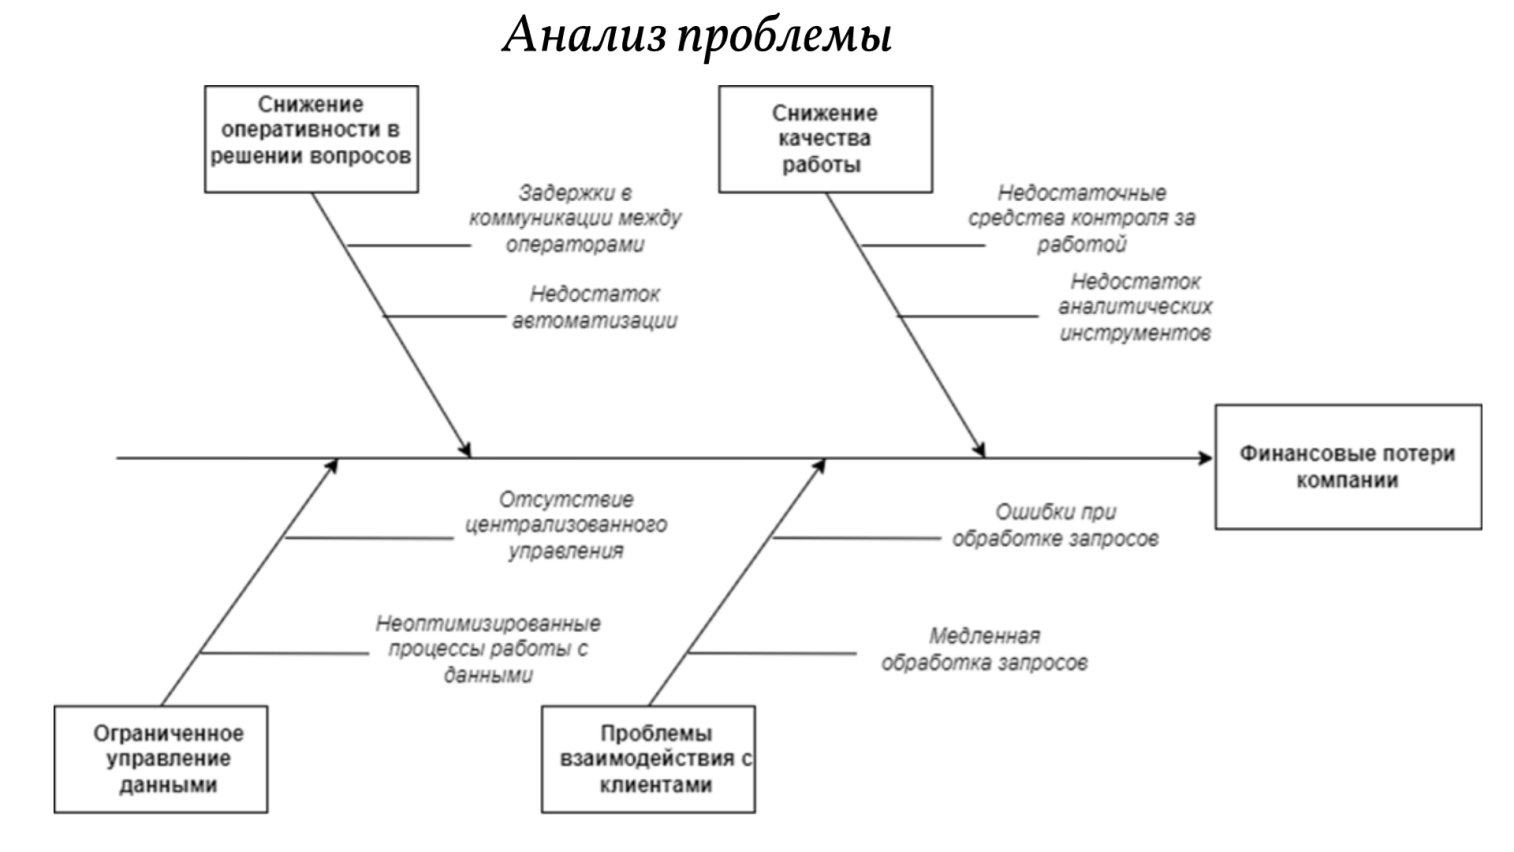 Анализ проблемы
Снижение
оперативности в
решении вопросов
Задержки в
коммуникации между
операторами
Недостаток
автоматизации
Снижение
качества
работы
Недостаточные
средства контроля за
работой
Недостаток
аналитических
инструментов
Финансовые потери
компании
Отсутствие
централизованного
управления
Неоптимизированные
процессы работы с
данными
Ограниченное
управление
данными
Ошибки при
обработке запросов
Медленная
обработка запросов
Проблемы
взаимодействия с
клиентами